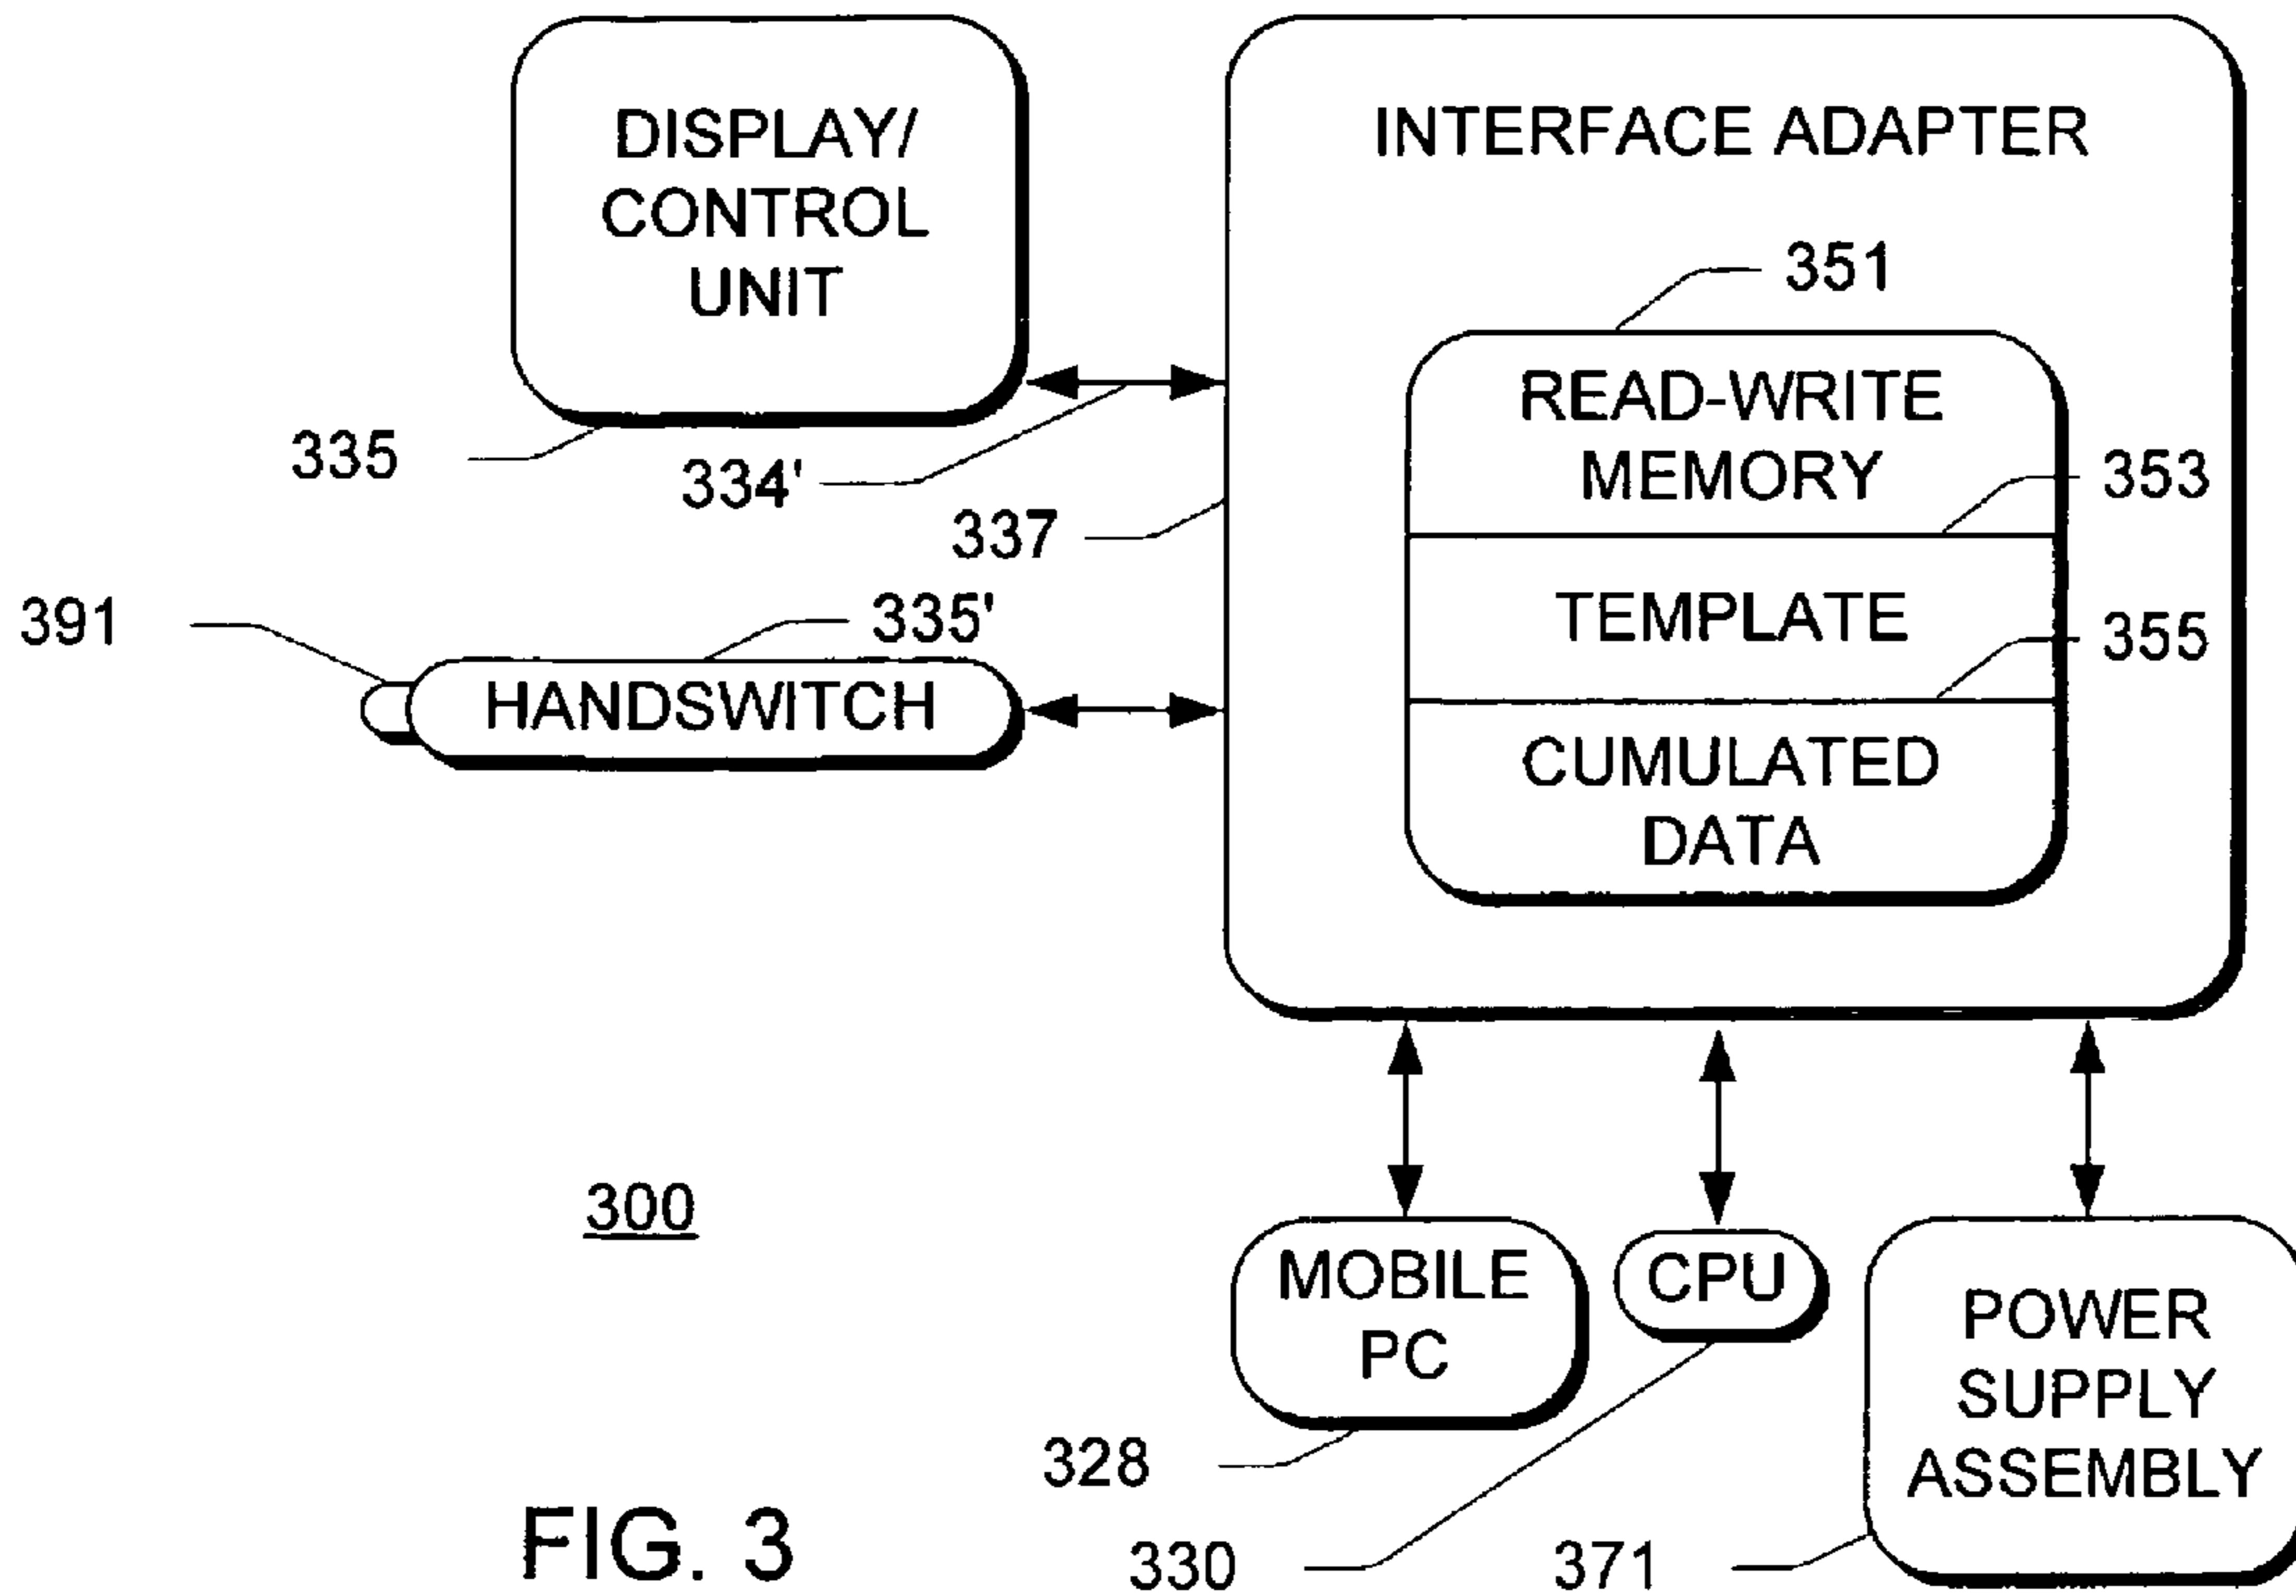 DISPLAY/
CONTROL
UNIT
INTERFACE ADAPTER
351
READ-WRITE
MEMORY
335
334'
353
337
TEMPLATE
391
335'
355
HANDSWITCH
CUMULATED
DATA
300
MOBILE
PC
CPU
POWER
SUPPLY
ASSEMBLY
328
330
371
FIG. 3